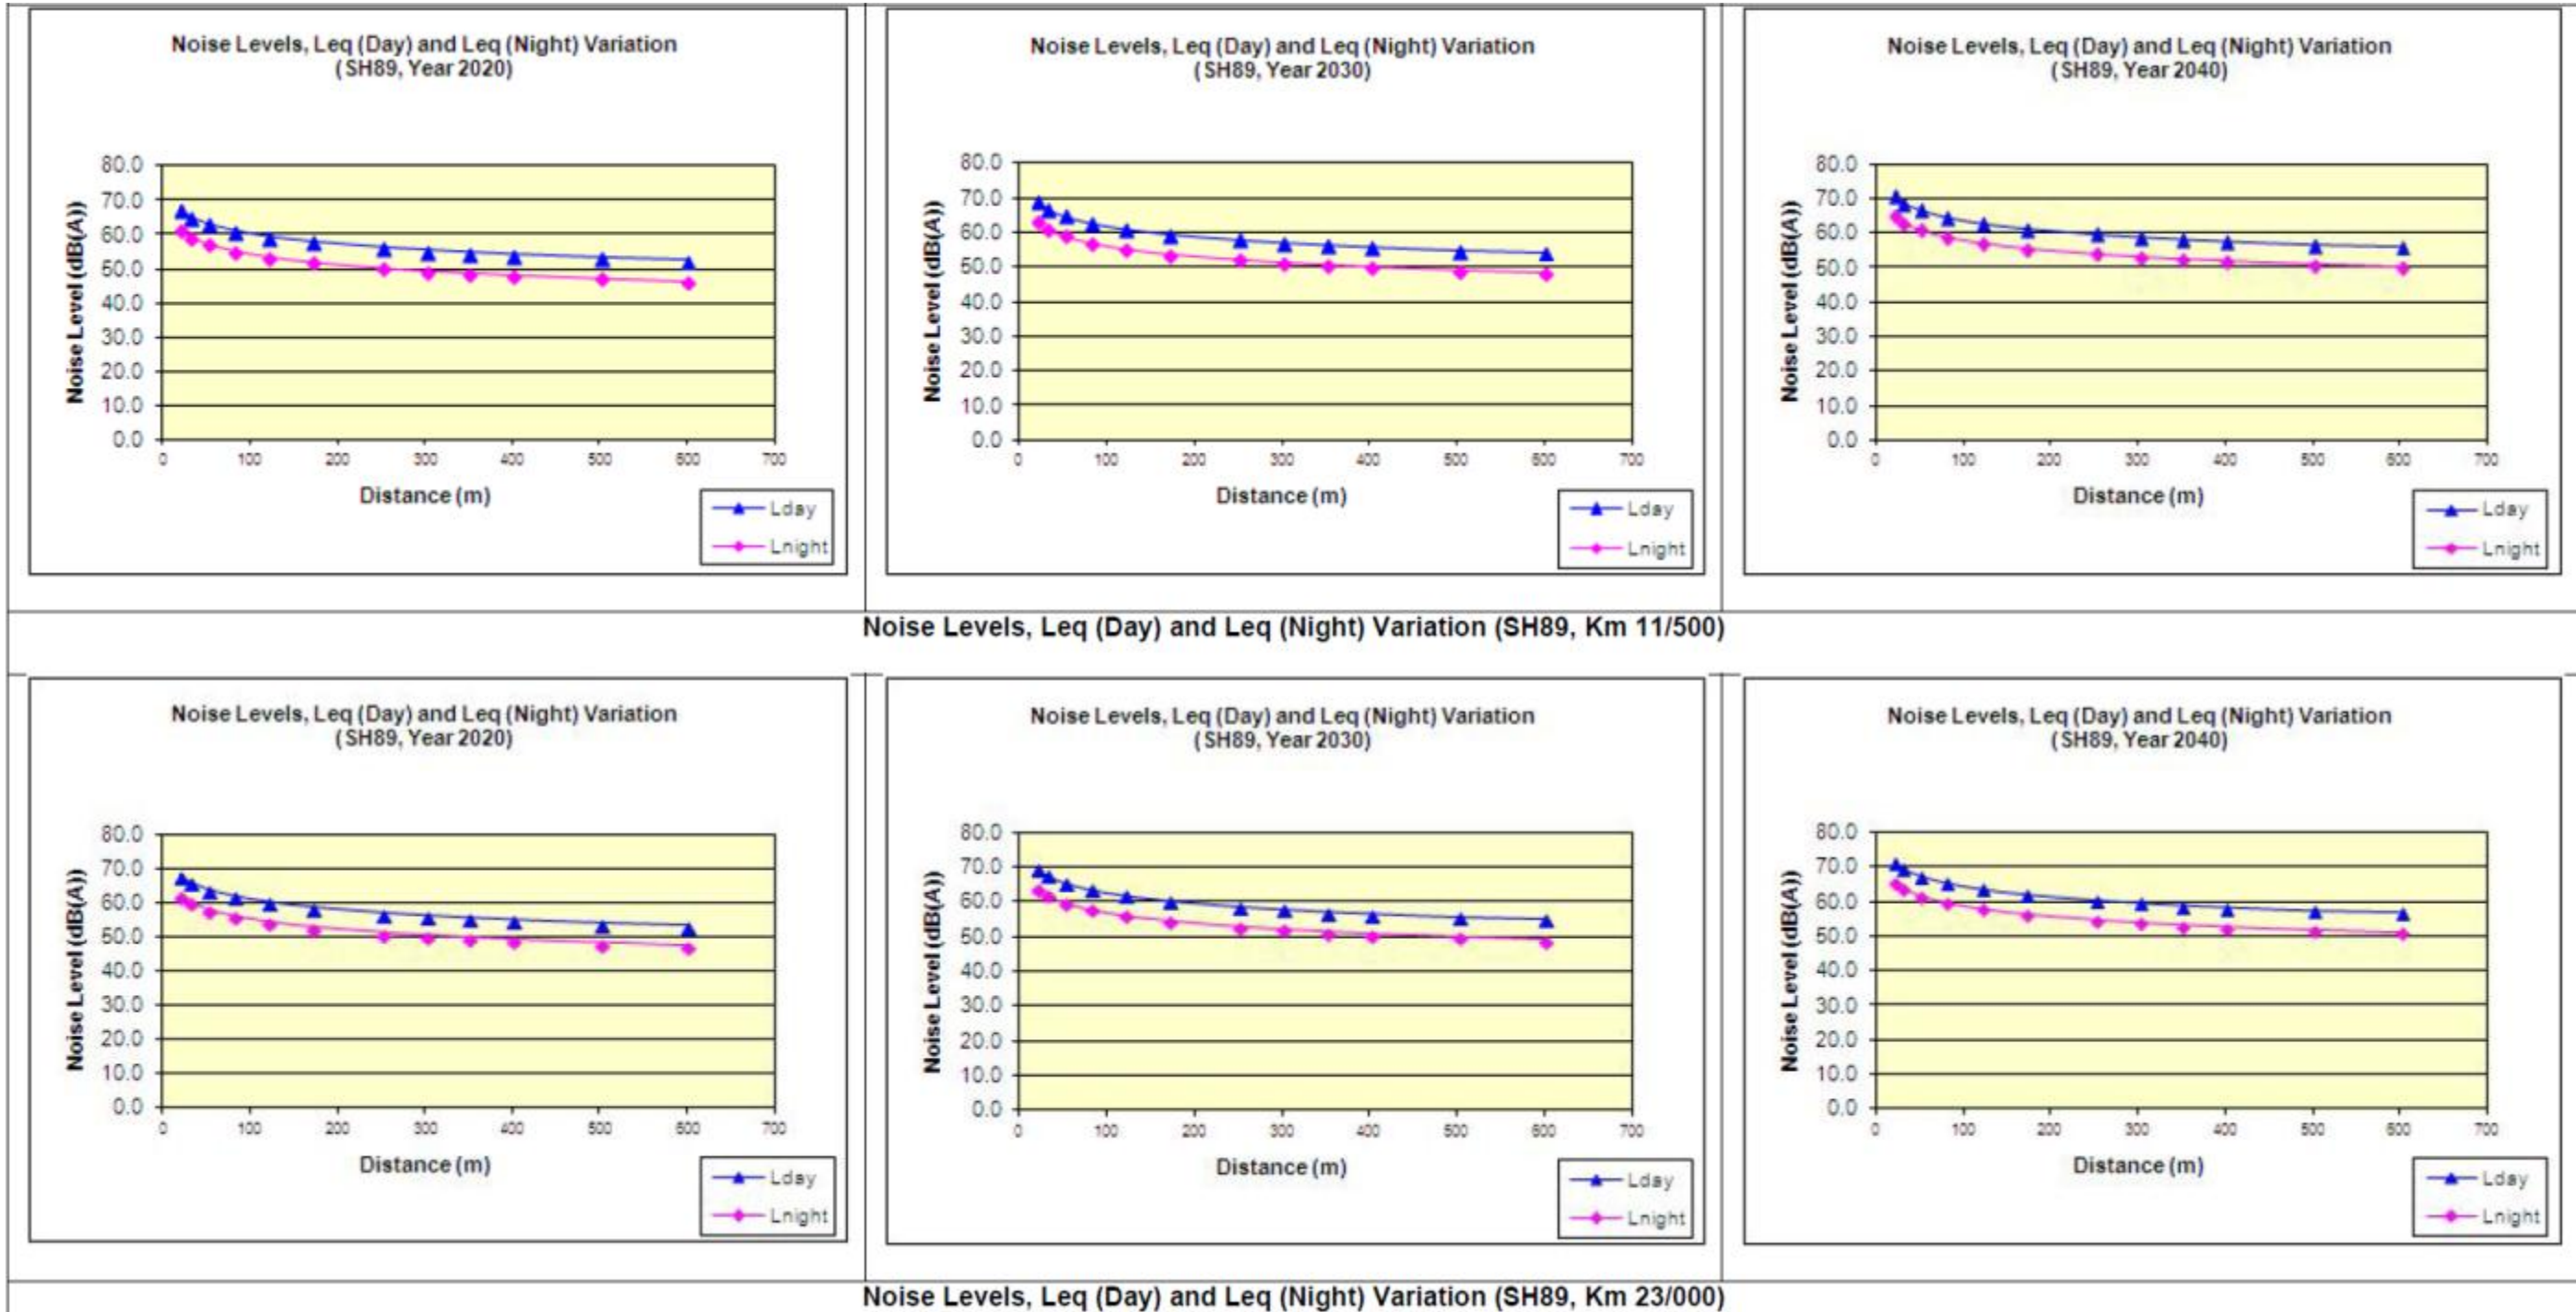 Noise Levels, Leq (Day) and Leq (Night) Variation
(SH89, Year 2020)
80.0
70.0
60.0
50.0
40.0
30.0
20.0
10.0
0.0
Noise Level (dB(A))
0 100 200 300 400 500 600 700
Distance (m)
Lday
Lnight
Noise Levels, Leq (Day) and Leq (Night) Variation
(SH89, Year 2030)
80.0
70.0
60.0
50.0
40.0
30.0
20.0
10.0
0.0
Noise Level (dB(A))
0 100 200 300 400 500 600 700
Distance (m)
Lday
Lnight
Noise Levels, Leq (Day) and Leq (Night) Variation
(SH89, Year 2040)
80.0
70.0
60.0
50.0
40.0
30.0
20.0
10.0
0.0
Noise Level (dB(A))
0 100 200 300 400 500 600 700
Distance (m)
Lday
Lnight
Noise Levels, Leq (Day) and Leq (Night) Variation (SH89, Km 11/500)
Noise Levels, Leq (Day) and Leq (Night) Variation
(SH89, Year 2020)
80.0
70.0
60.0
50.0
40.0
30.0
20.0
10.0
0.0
Noise Level (dB(A))
0 100 200 300 400 500 600 700
Distance (m)
Lday
Lnight
Noise Levels, Leq (Day) and Leq (Night) Variation
(SH89, Year 2030)
80.0
70.0
60.0
50.0
40.0
30.0
20.0
10.0
0.0
Noise Level (dB(A))
0 100 200 300 400 500 600 700
Distance (m)
Lday
Lnight
Noise Levels, Leq (Day) and Leq (Night) Variation
(SH89, Year 2040)
80.0
70.0
60.0
50.0
40.0
30.0
20.0
10.0
0.0
Noise Level (dB(A))
0 100 200 300 400 500 600 700
Distance (m)
Lday
Lnight
Noise Levels, Leq (Day) and Leq (Night) Variation (SH89, Km 23/000)